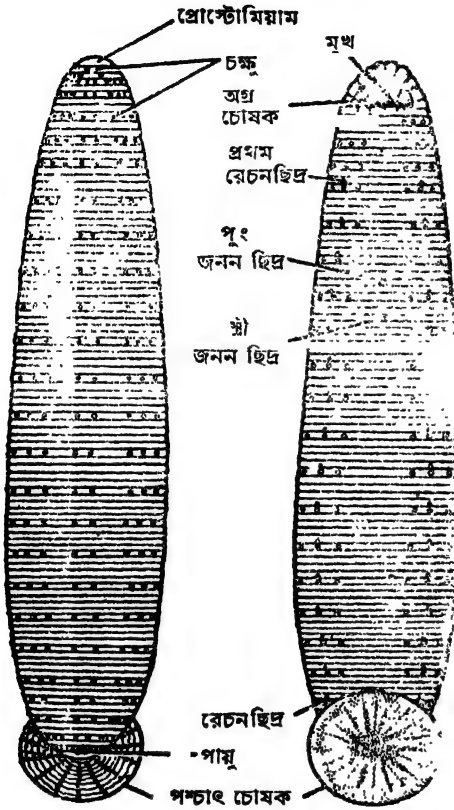 প্রোস্টোমিয়াম
চক্ষু
মুখ
অগ্র
চোষক
প্রথম
রেচনছিদ্র
পুং
জনন ছিদ্র
স্ত্রী
জনন ছিদ্র
রেচনছিদ্র
পায়ু
পশ্চাৎ চোষক